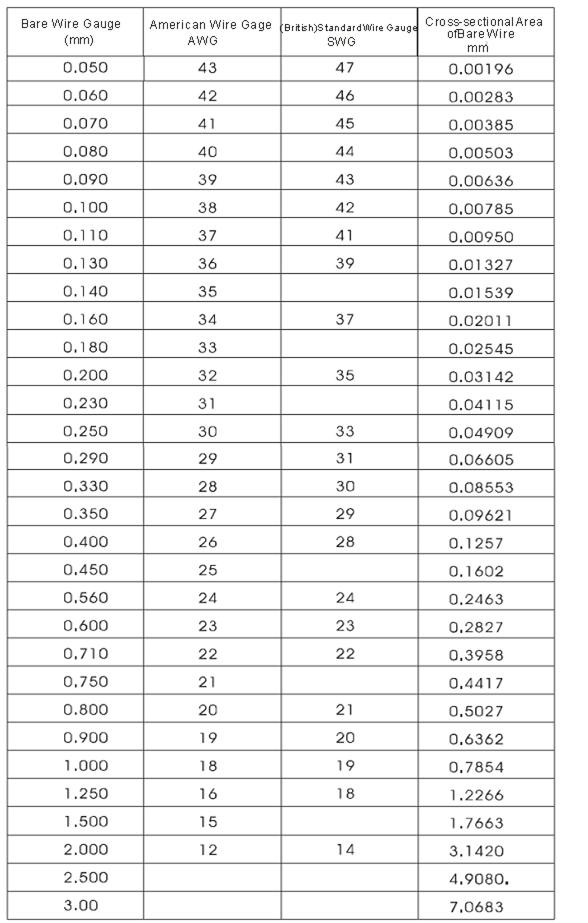 Bare Wire Gauge (mm) American Wire Gage AWG (British)Standard Wire Gauge SWG Cross-sectional Area of Bare Wire mm
0.050 43 47 0.00196
0.060 42 46 0.00283
0.070 41 45 0.00385
0.080 40 44 0.00503
0.090 39 43 0.00636
0.100 38 42 0.00785
0.110 37 41 0.00950
0.130 36 39 0.01327
0.140 35 0.01539
0.160 34 37 0.02011
0.180 33 0.02545
0.200 32 35 0.03142
0.230 31 0.04115
0.250 30 33 0.04909
0.290 29 31 0.06605
0.330 28 30 0.08553
0.350 27 29 0.09621
0.400 26 28 0.1257
0.450 25 0.1602
0.560 24 24 0.2463
0.600 23 23 0.2827
0.710 22 22 0.3958
0.750 21 0.4417
0.800 20 21 0.5027
0.900 19 20 0.6362
1.000 18 19 0.7854
1.250 16 18 1.2266
1.500 15 1.7663
2.000 12 14 3.1420
2.500 4.9080.
3.00 7.0683